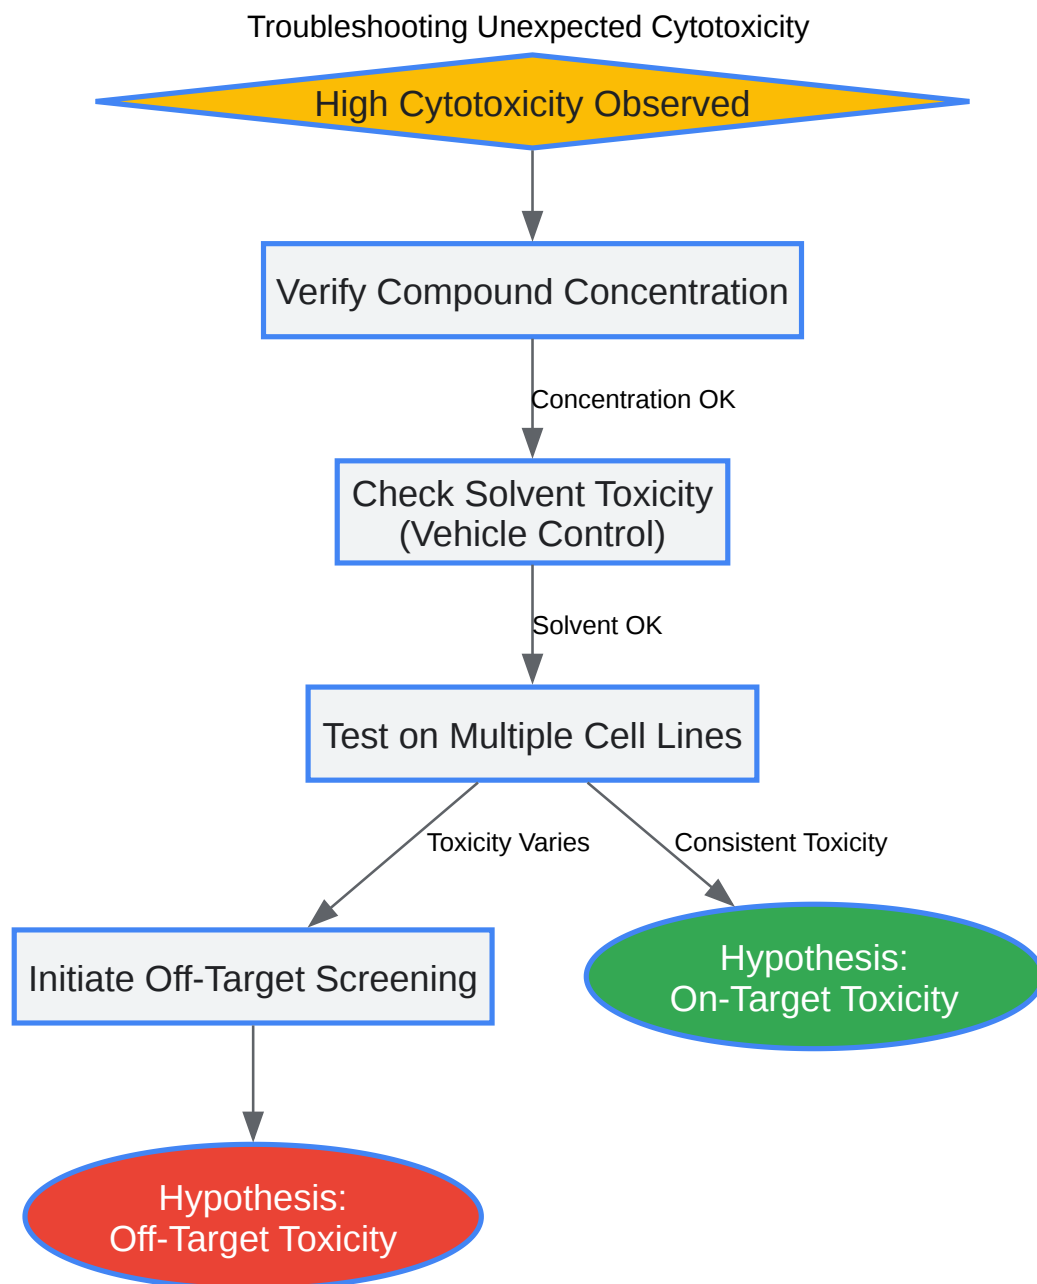 Troubleshooting Unexpected Cytotoxicity
High Cytotoxicity Observed
Verify Compound Concentration
Concentration OK
Check Solvent Toxicity
(Vehicle Control)
Solvent OK
Test on Multiple Cell Lines
Toxicity Varies
Consistent Toxicity
Initiate Off-Target Screening
Hypothesis:
On-Target Toxicity
Hypothesis:
Off-Target Toxicity